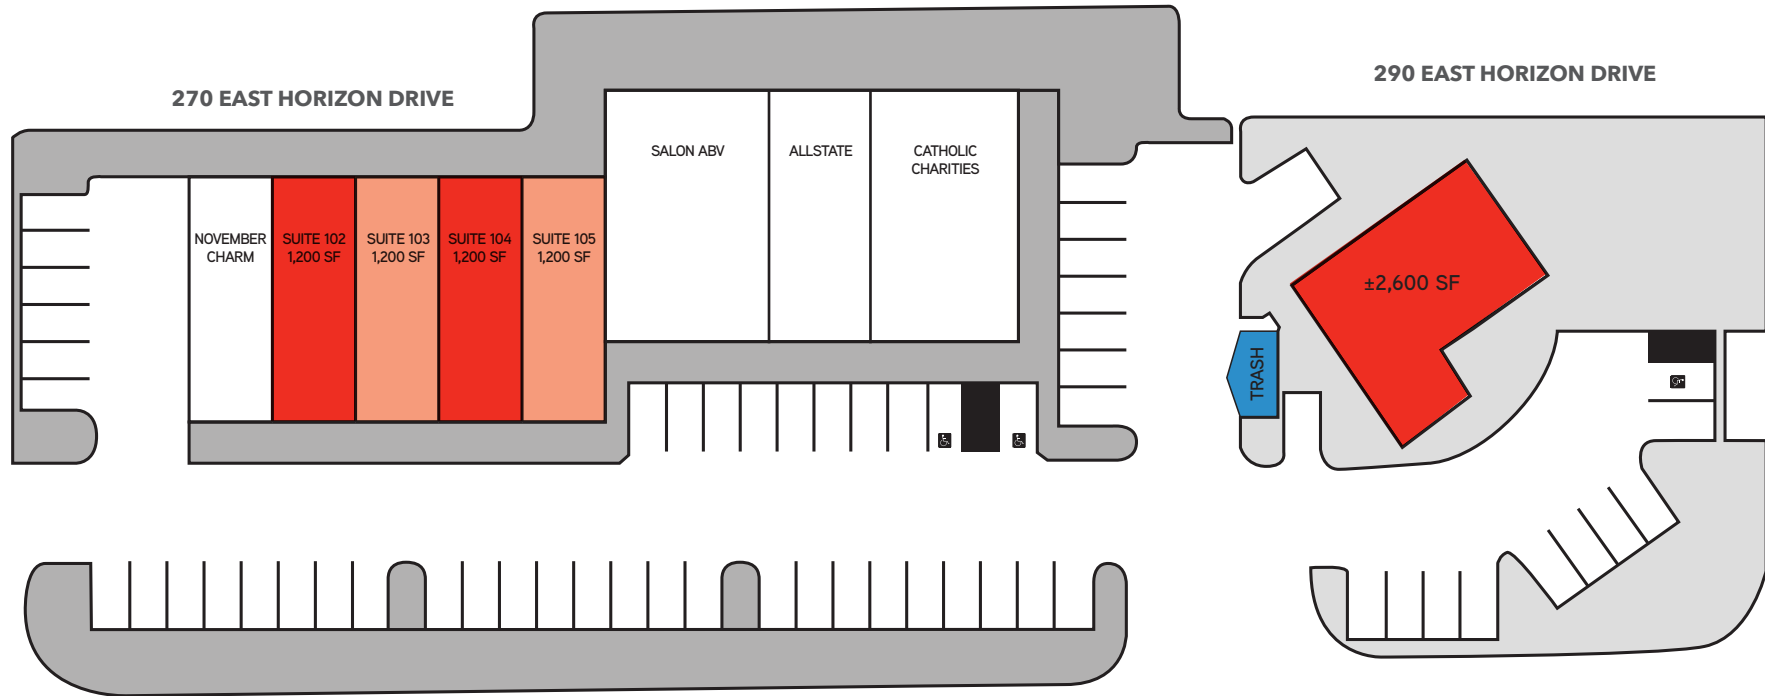 270 EAST HORIZON DRIVE
290 EAST HORIZON DRIVE
SALON ABV
ALLSTATE
CATHOLIC
CHARITIES
NOVEMBER
CHARM
SUITE 102
1,200 SF
SUITE 103
1,200 SF
SUITE 104
1,200 SF
SUITE 105
1,200 SF
±2,600 SF
TRASH